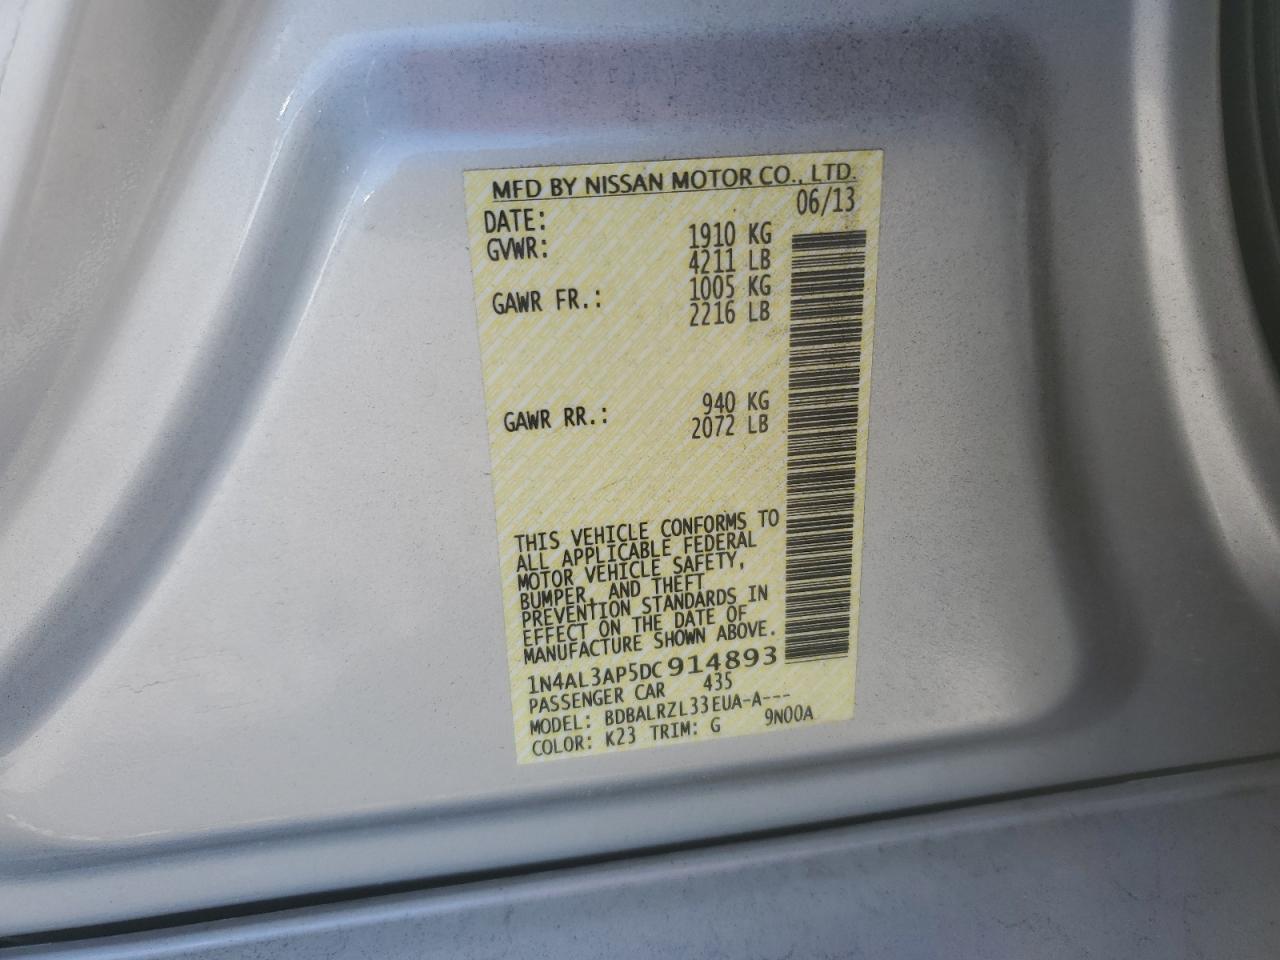 MFD BY NISSAN MOTOR CO., LTD.
DATE: 06/13
GVWR: 1910 KG
4211 LB
GAWR FR.: 1005 KG
2216 LB
GAWR RR.: 940 KG
2072 LB
THIS VEHICLE CONFORMS TO
ALL APPLICABLE FEDERAL
MOTOR VEHICLE SAFETY,
BUMPER, AND THEFT
PREVENTION STANDARDS IN
EFFECT ON THE DATE OF
MANUFACTURE SHOWN ABOVE.
1N4AL3AP5DC914893
PASSENGER CAR 435
MODEL: BDBALRZL33EUA-A---
COLOR: K23 TRIM: G 9N00A